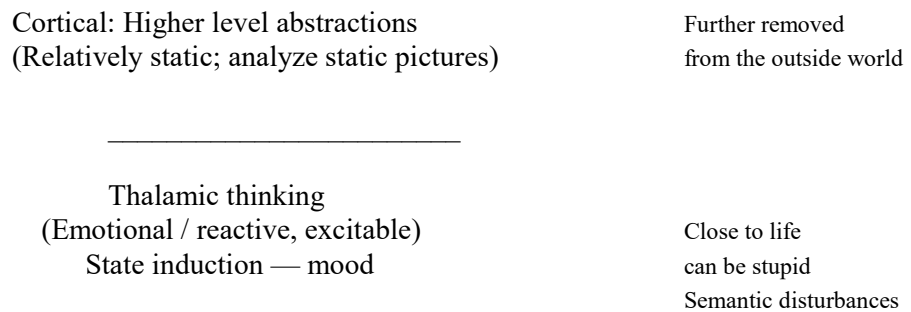 Cortical: Higher level abstractions
(Relatively static; analyze static pictures)
Further removed
from the outside world
Thalamic thinking
(Emotional / reactive, excitable)
State induction — mood
Close to life
can be stupid
Semantic disturbances